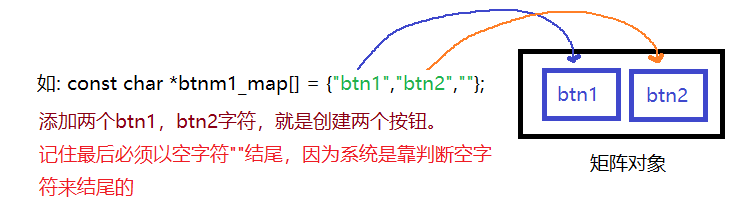 如: const char *btnm1_map[] = {"btn1","btn2",""};
添加两个btn1，btn2字符，就是创建两个按钮。
记住最后必须以空字符""结尾，因为系统是靠判断空字
符来结尾的
btn1
btn2
矩阵对象